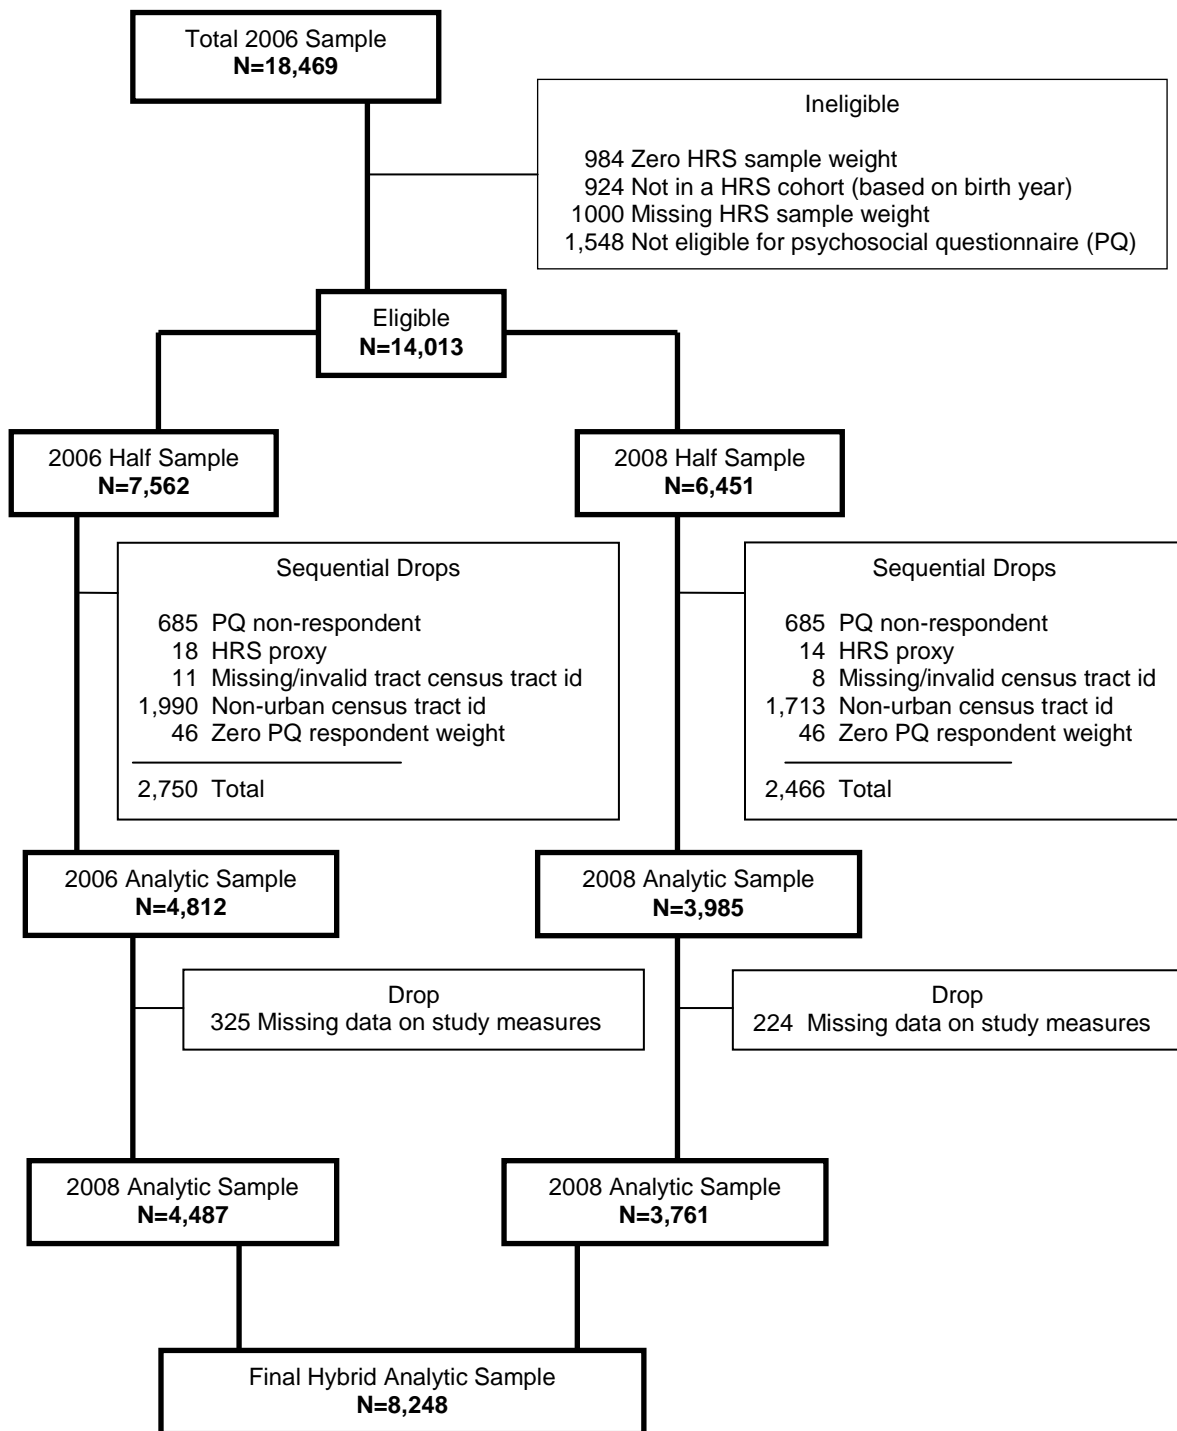 Total 2006 Sample
N=18,469
Ineligible
984 Zero HRS sample weight
924 Not in a HRS cohort (based on birth year)
1000 Missing HRS sample weight
1,548 Not eligible for psychosocial questionnaire (PQ)
Eligible
N=14,013
2006 Half Sample
N=7,562
2008 Half Sample
N=6,451
Sequential Drops
685 PQ non-respondent
18 HRS proxy
11 Missing/invalid tract census tract id
1,990 Non-urban census tract id
46 Zero PQ respondent weight
2,750 Total
Sequential Drops
685 PQ non-respondent
14 HRS proxy
8 Missing/invalid census tract id
1,713 Non-urban census tract id
46 Zero PQ respondent weight
2,466 Total
2006 Analytic Sample
N=4,812
2008 Analytic Sample
N=3,985
Drop
325 Missing data on study measures
Drop
224 Missing data on study measures
2008 Analytic Sample
N=4,487
2008 Analytic Sample
N=3,761
Final Hybrid Analytic Sample
N=8,248